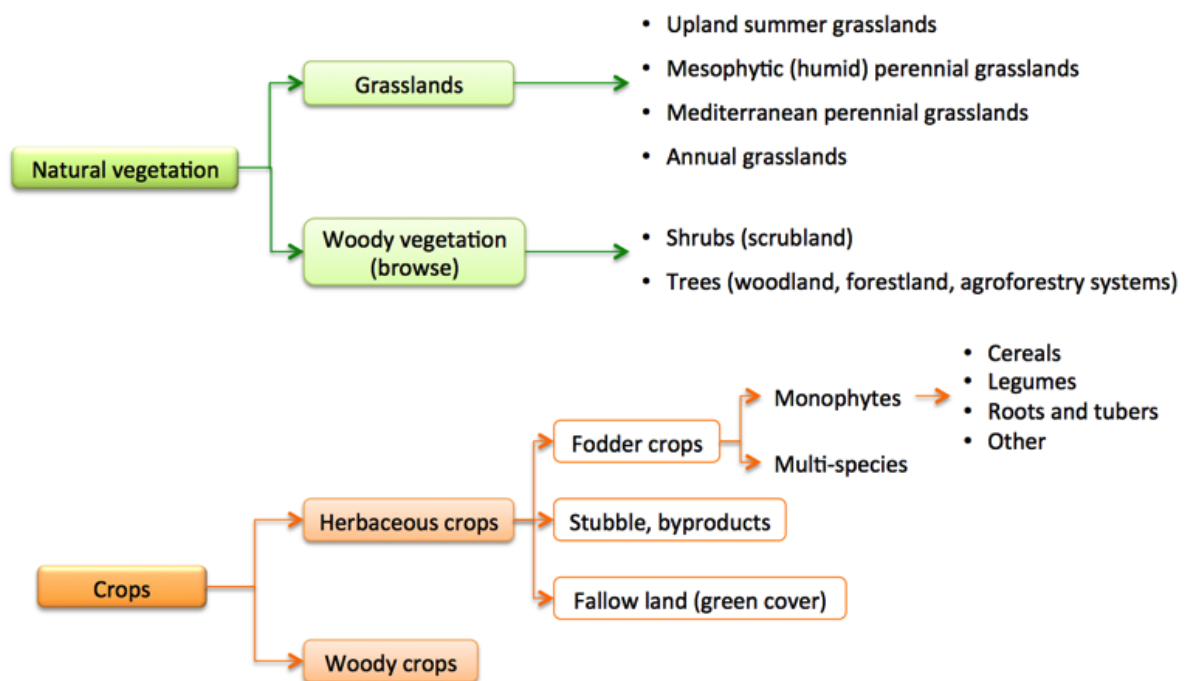 • Upland summer grasslands
Grasslands
• Mesophytic (humid) perennial grasslands
• Mediterranean perennial grasslands
• Annual grasslands
Natural vegetation
Woody vegetation
(browse)
• Shrubs (scrubland)
• Trees (woodland, forestland, agroforestry systems)
• Cereals
• Legumes
Monophytes
• Roots and tubers
• Other
Fodder crops
Multi-species
Herbaceous crops
Stubble, byproducts
Crops
Fallow land (green cover)
Woody crops